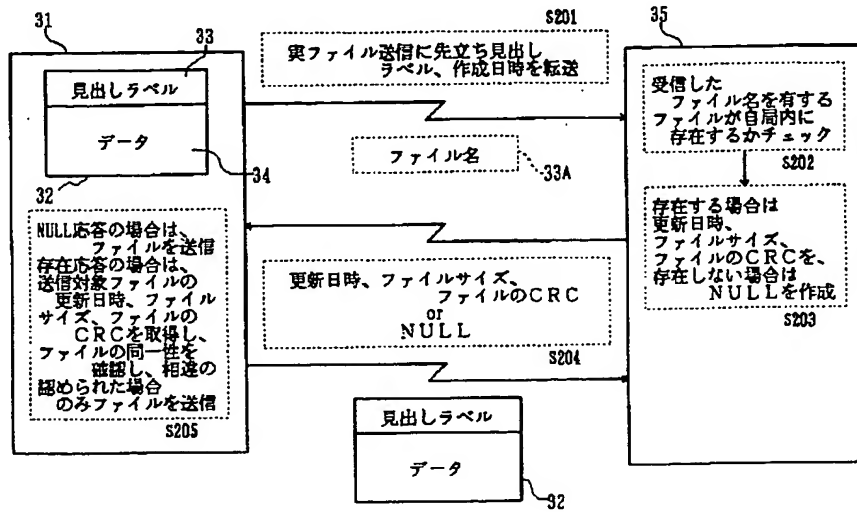 31
33
見出しラベル
データ
34
32
S201
実ファイル送信に先立ち見出し
ラベル、作成日時を転送
ファイル名
33A
35
受信した
ファイル名を有する
ファイルが自局内に
存在するかチェック
S202
存在する場合は
更新日時、
ファイルサイズ、
ファイルのCRCを、
存在しない場合は
NULLを作成
S203
更新日時、ファイルサイズ、
ファイルのCRC
or
NULL
S204
NULL応答の場合は、
ファイルを送信
存在応答の場合は、
送信対象ファイルの
更新日時、ファイル
サイズ、ファイルの
CRCを取得し、
ファイルの同一性を
確認し、相違の
認められた場合
のみファイルを送信
S205
見出しラベル
データ
32